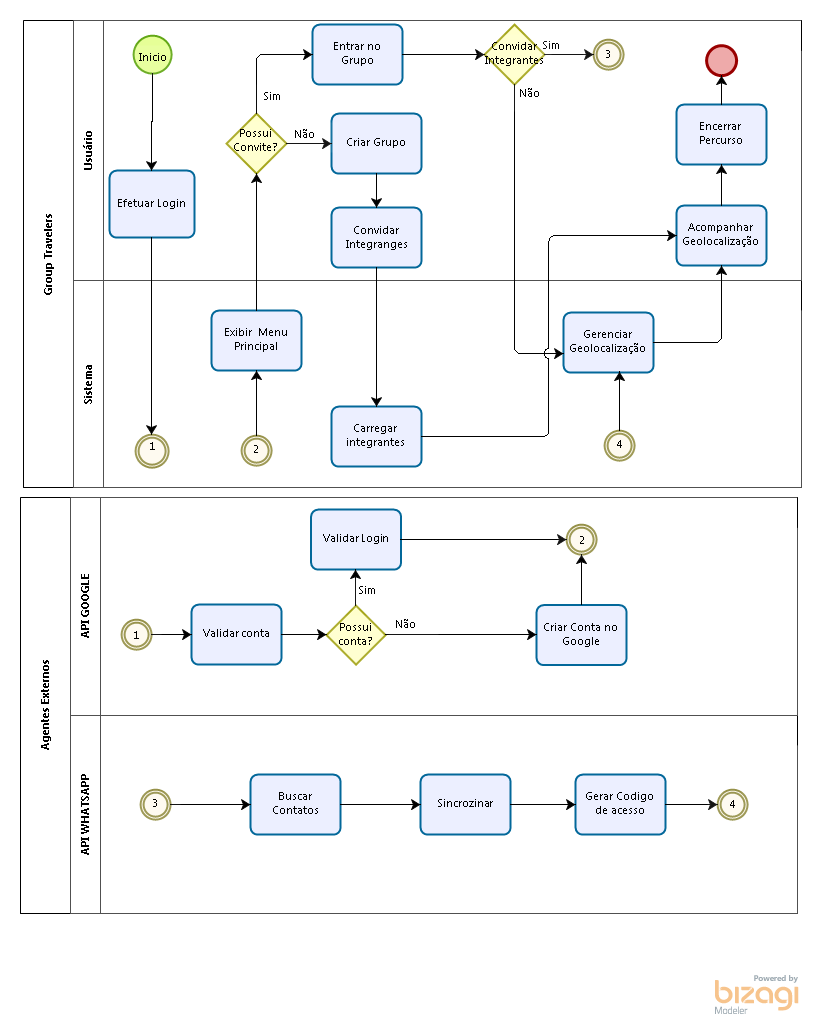 Group Travelers
Usuário
Inicio
Efetuar Login
Possui
Convite?
Sim
Não
Entrar no
Grupo
Criar Grupo
Convidar
Integranges
Convidar
Integrantes
Sim
3
Não
Encerrar
Percurso
Acompanhar
Geolocalização
Sistema
1
Exibir Menu
Principal
2
Carregar
integrantes
Gerenciar
Geolocalização
4
Agentes Externos
API GOOGLE
1
Validar conta
Possui
conta?
Sim
Validar Login
Não
Criar Conta no
Google
2
API WHATSAPP
3
Buscar
Contatos
Sincrozinar
Gerar Codigo
de acesso
4
Powered by
bizagi
Modeler